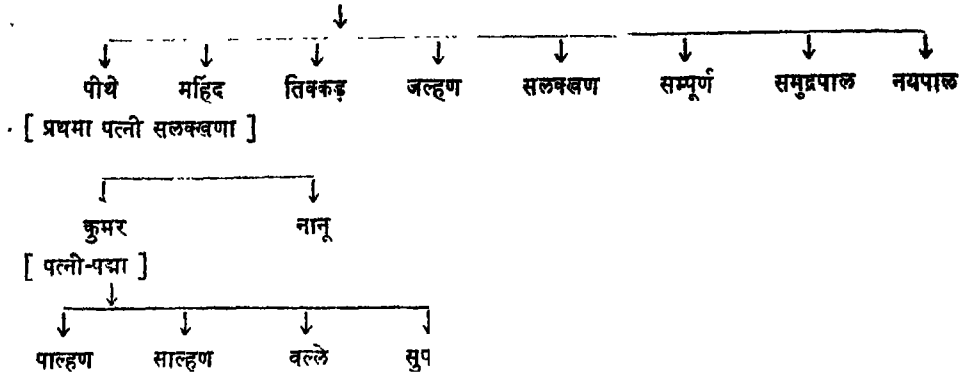 पीथे महिंद तिक्कड़ जल्हण सलक्खण सम्पूर्ण समुद्रपाल नयपाल
[ प्रथमा पत्नी सलक्खणा ]
कुमर नानू
[ पत्नी-पद्मा ]
पाल्हण साल्हण वल्ले सुप